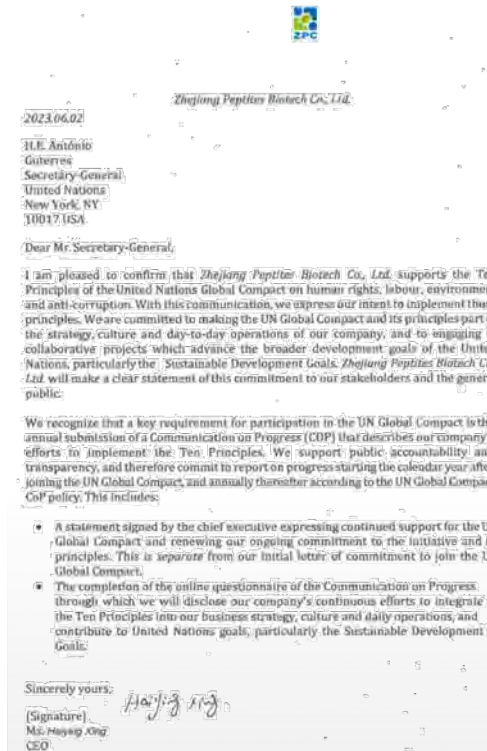 ZPC
Zhejiang Peptites Biotech Co., Ltd.
2023.06.02
H.E. António
Guterres
Secretary-General
United Nations
New York, NY
10017 USA
Dear Mr. Secretary-General,
I am pleased to confirm that Zhejiang Peptites Biotech Co., Ltd. supports the Te
Principles of the United Nations Global Compact on human rights, labour, environme
and anti-corruption. With this communication, we express our intent to implement thos
principles. We are committed to making the UN Global Compact and its principles part
the strategy, culture and day-to-day operations of our company, and to engaging
collaborative projects which advance the broader development goals of the Unite
Nations, particularly the Sustainable Development Goals. Zhejiang Peptites Biotech C
Ltd. will make a clear statement of this commitment to our stakeholders and the gener
public.
We recognize that a key requirement for participation in the UN Global Compact is th
annual submission of a Communication on Progress (COP) that describes our company'
efforts to implement the Ten Principles. We support public accountability an
transparency, and therefore commit to report on progress starting the calendar year afte
joining the UN Global Compact, and annually thereafter according to the UN Global Compac
CoP policy. This includes:
• A statement signed by the chief executive expressing continued support for the U
Global Compact and renewing our ongoing commitment to the initiative and i
principles. This is separate from our initial letter of commitment to join the U
Global Compact.
• The completion of the online questionnaire of the Communication on Progress
through which we will disclose our company's continuous efforts to integrate
the Ten Principles into our business strategy, culture and daily operations, and
contribute to United Nations goals, particularly the Sustainable Development
Goals.
Sincerely yours,
(Signature)
Ms. Xing
CEO